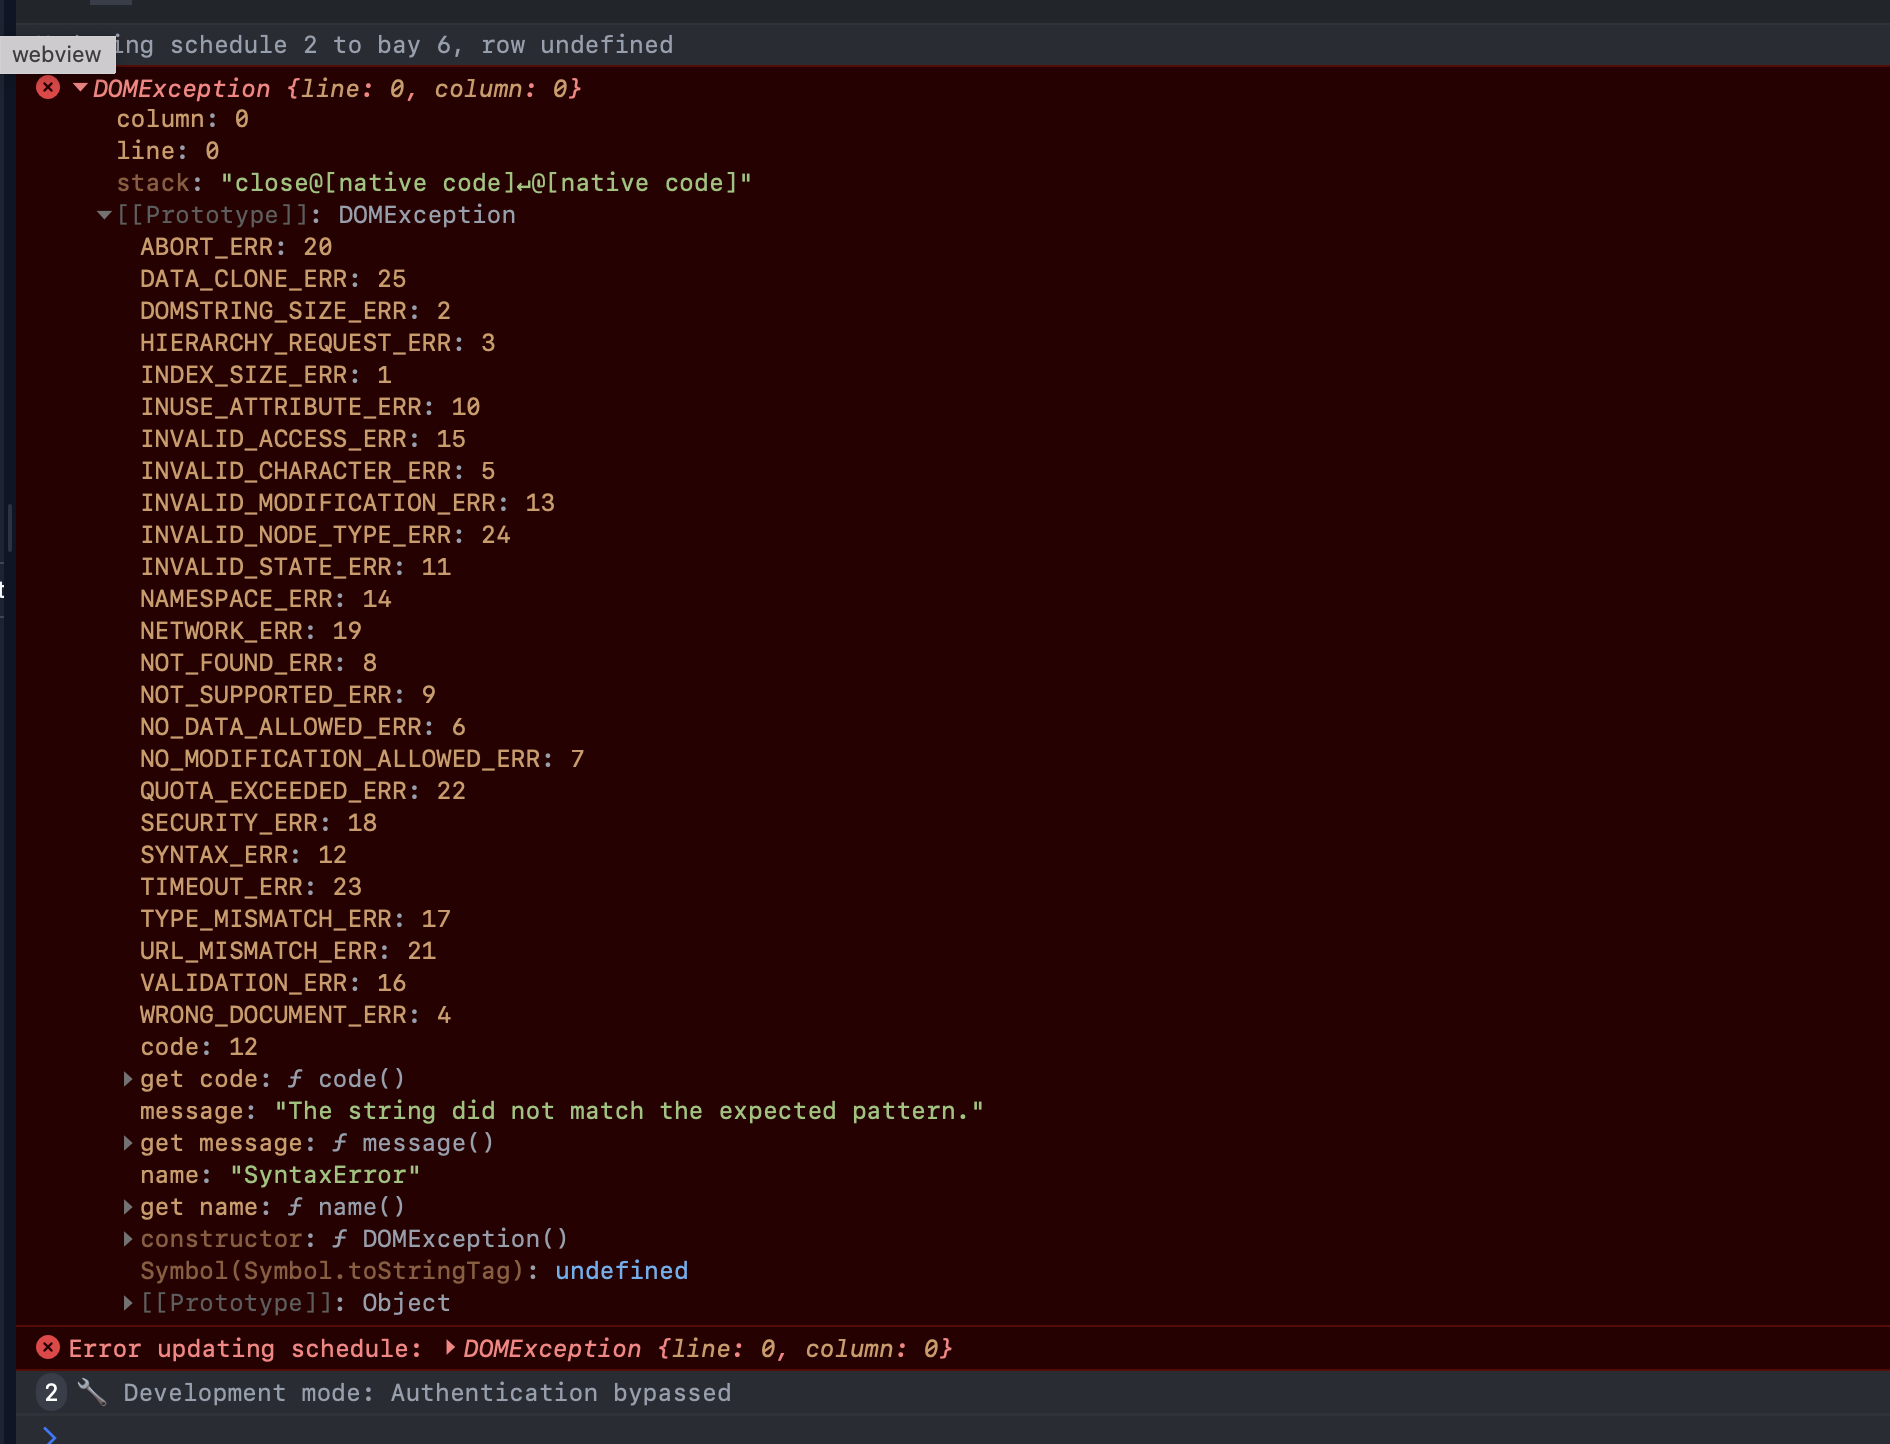 webview
ing schedule 2 to bay 6, row undefined
DOMException {line: 0, column: 0}
column: 0
line: 0
stack: "close@[native code]↵@[native code]"
[[Prototype]]: DOMException
ABORT_ERR: 20
DATA_CLONE_ERR: 25
DOMSTRING_SIZE_ERR: 2
HIERARCHY_REQUEST_ERR: 3
INDEX_SIZE_ERR: 1
INUSE_ATTRIBUTE_ERR: 10
INVALID_ACCESS_ERR: 15
INVALID_CHARACTER_ERR: 5
INVALID_MODIFICATION_ERR: 13
INVALID_NODE_TYPE_ERR: 24
INVALID_STATE_ERR: 11
NAMESPACE_ERR: 14
NETWORK_ERR: 19
NOT_FOUND_ERR: 8
NOT_SUPPORTED_ERR: 9
NO_DATA_ALLOWED_ERR: 6
NO_MODIFICATION_ALLOWED_ERR: 7
QUOTA_EXCEEDED_ERR: 22
SECURITY_ERR: 18
SYNTAX_ERR: 12
TIMEOUT_ERR: 23
TYPE_MISMATCH_ERR: 17
URL_MISMATCH_ERR: 21
VALIDATION_ERR: 16
WRONG_DOCUMENT_ERR: 4
code: 12
get code: ƒ code()
message: "The string did not match the expected pattern."
get message: ƒ message()
name: "SyntaxError"
get name: ƒ name()
constructor: ƒ DOMException()
Symbol(Symbol.toStringTag): undefined
[[Prototype]]: Object
Error updating schedule: DOMException {line: 0, column: 0}
2 🔧 Development mode: Authentication bypassed